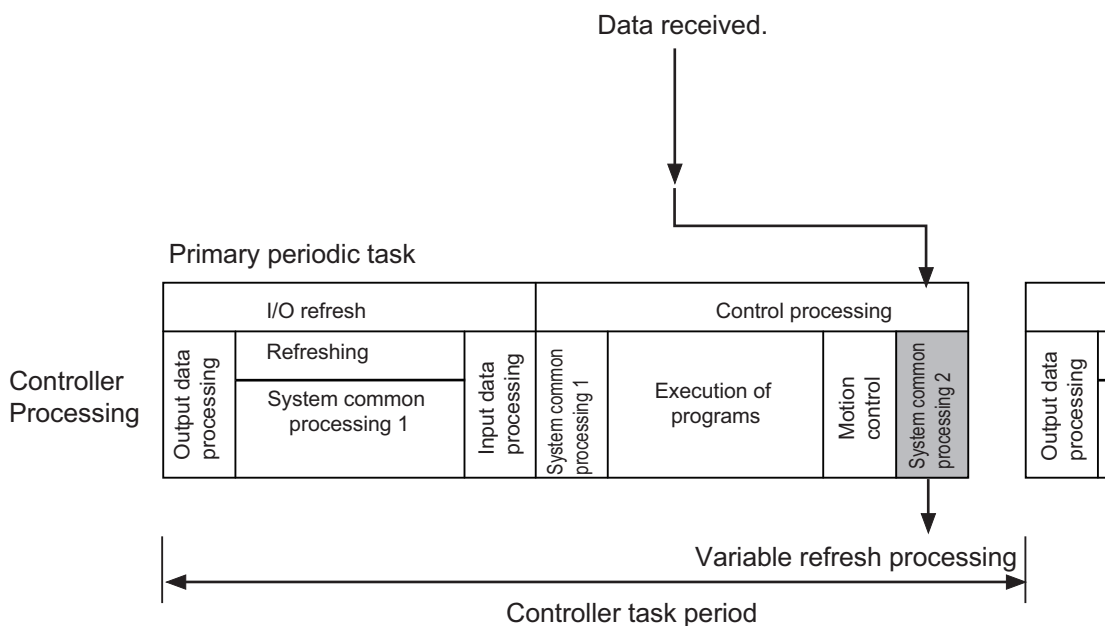 Data received.
Primary periodic task
I/O refresh
Control processing
Controller
Processing
Output data
processing
Refreshing
System common
processing 1
Input data
processing
System common
processing 1
Execution of
programs
Motion
control
System common
processing 2
Output data
processing
Variable refresh processing
Controller task period